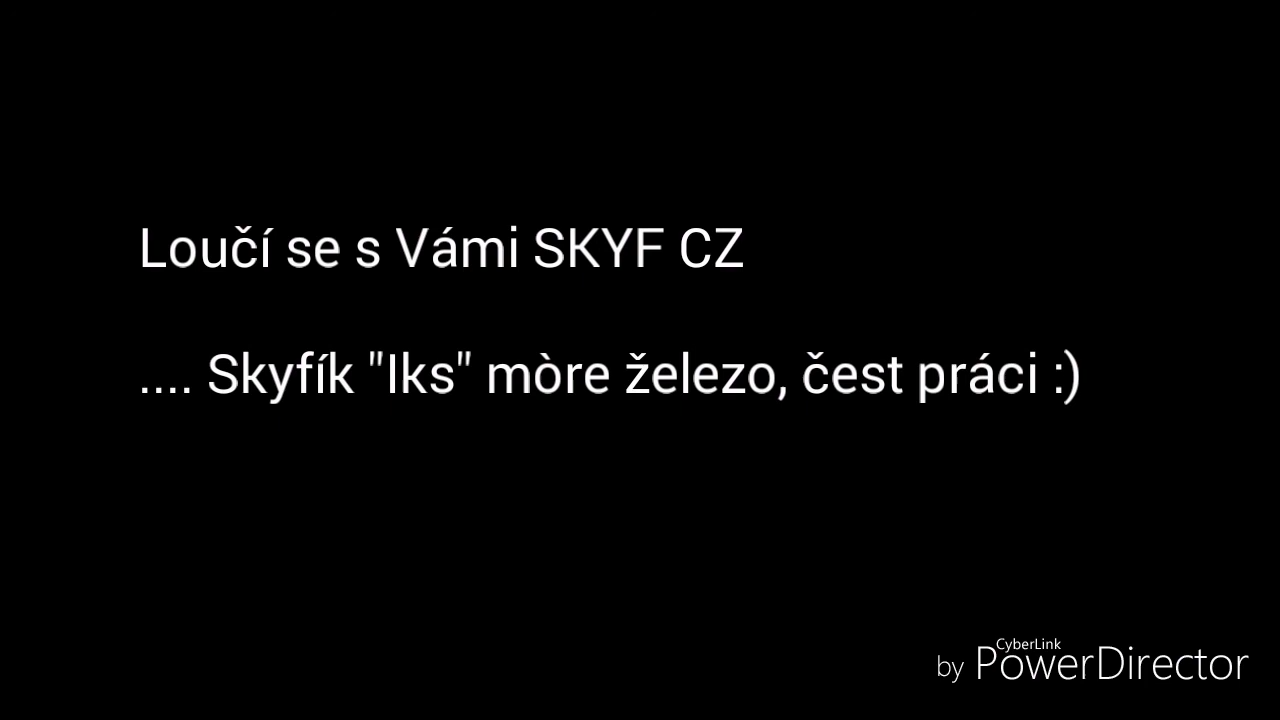 Loučí se s Vámi SKYF CZ
.... Skyfík "Iks" mòre železo, čest práci :)
CyberLink
by PowerDirector